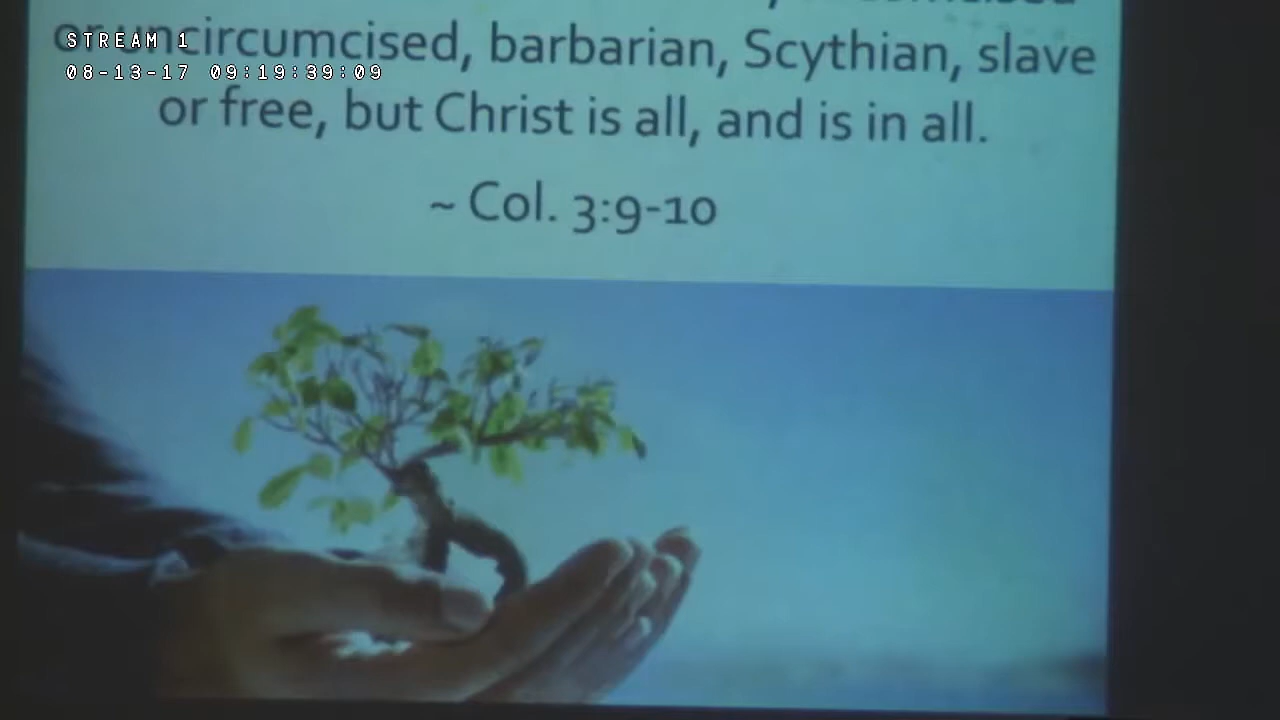 STREAM 1
08-13-17 09:19:39:09
or uncircumcised, barbarian, Scythian, slave
or free, but Christ is all, and is in all.
~ Col. 3:9-10